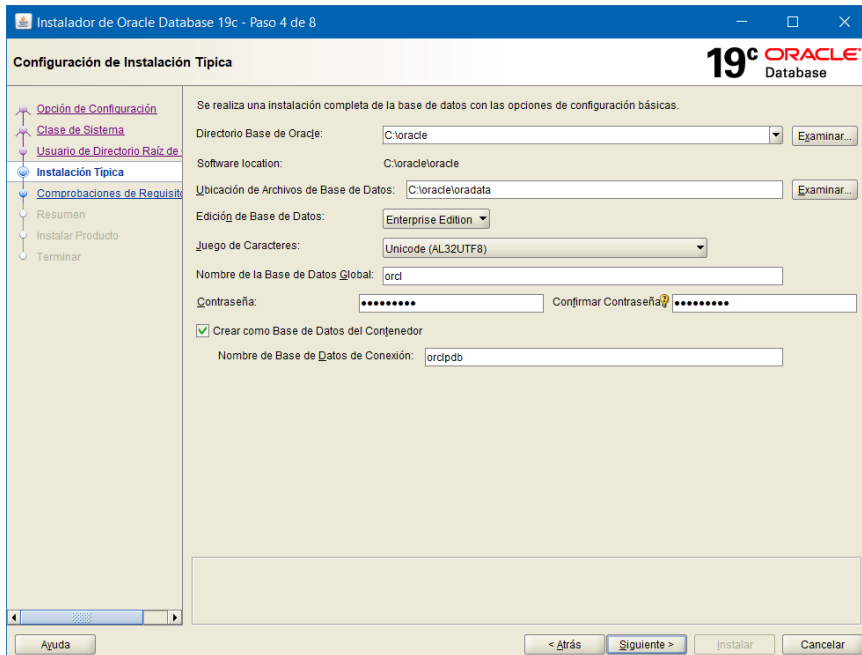 Instalador de Oracle Database 19c - Paso 4 de 8
Configuración de Instalación Típica
19c ORACLE
Database
Opción de Configuración
Clase de Sistema
Usuario de Directorio Raíz de
Instalación Típica
Comprobaciones de Requisito
Resumen
Instalar Producto
Terminar
Se realiza una instalación completa de la base de datos con las opciones de configuración básicas.
Directorio Base de Oracle: C:\oracle Examinar...
Software location: C:\oracle\oracle
Ubicación de Archivos de Base de Datos: C:\oracle\oradata Examinar...
Edición de Base de Datos: Enterprise Edition
Juego de Caracteres: Unicode (AL32UTF8)
Nombre de la Base de Datos Global: orcl
Contraseña: ••••••••• Confirmar Contraseña: •••••••••
Crear como Base de Datos del Contenedor
Nombre de Base de Datos de Conexión: orclpdb
Ayuda < Atrás Siguiente > Instalar Cancelar